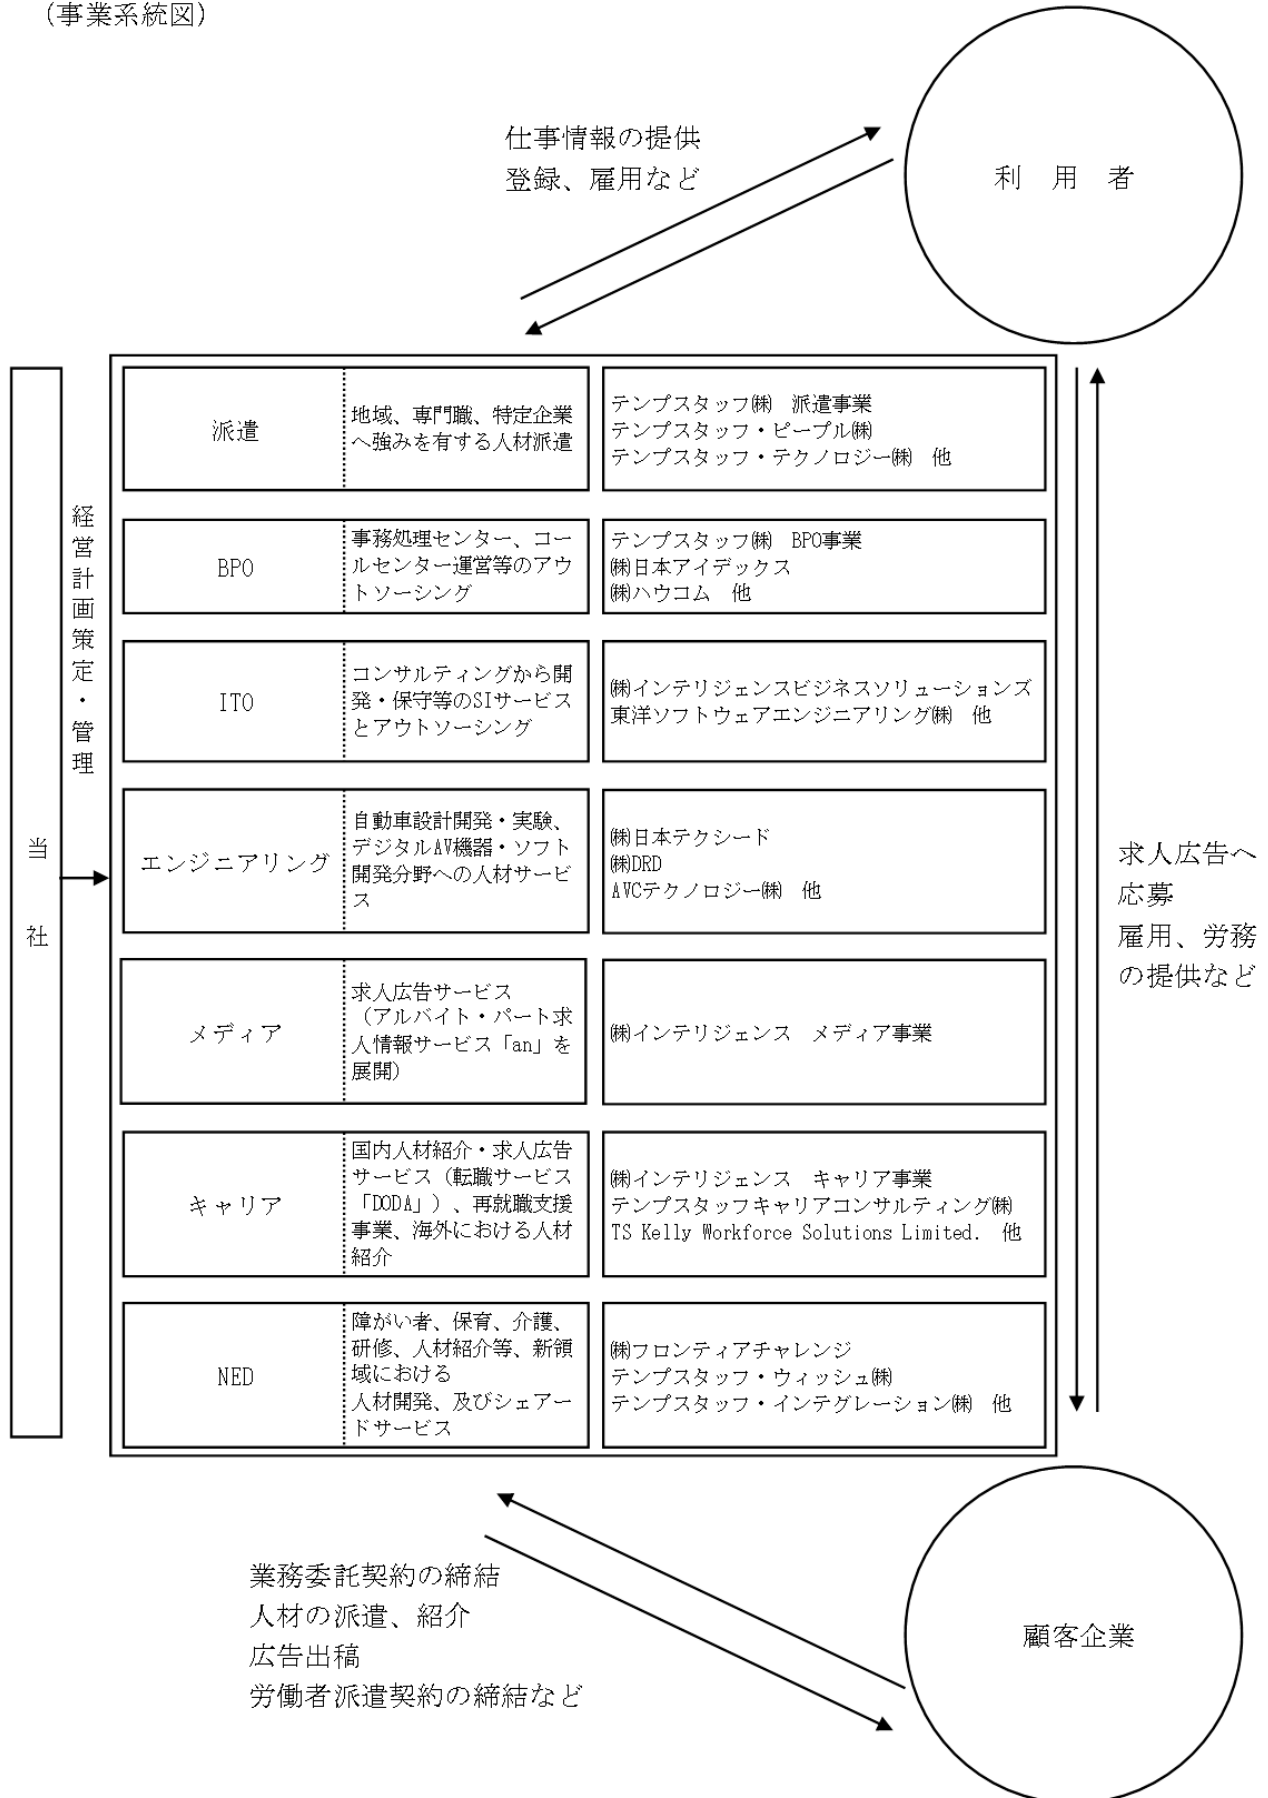 （事業系統図）
仕事情報の提供
登録、雇用など
利　用　者
当
社
経営計画策定・管理
派遣
地域、専門職、特定企業
へ強みを有する人材派遣
テンプスタッフ㈱　派遣事業
テンプスタッフ・ピープル㈱
テンプスタッフ・テクノロジー㈱　他
BPO
事務処理センター、コー
ルセンター運営等のアウ
トソーシング
テンプスタッフ㈱　BPO事業
㈱日本アイデックス
㈱ハウコム　他
ITO
コンサルティングから開
発・保守等のSIサービス
とアウトソーシング
㈱インテリジェンスビジネスソリューションズ
東洋ソフトウェアエンジニアリング㈱　他
エンジニアリング
自動車設計開発・実験、
デジタルAV機器・ソフト
開発分野への人材サービ
ス
㈱日本テクシード
㈱DRD
AVCテクノロジー㈱　他
メディア
求人広告サービス
（アルバイト・パート求
人情報サービス「an」を
展開）
㈱インテリジェンス　メディア事業
キャリア
国内人材紹介・求人広告
サービス（転職サービス
「DODA」）、再就職支援
事業、海外における人材
紹介
㈱インテリジェンス　キャリア事業
テンプスタッフキャリアコンサルティング㈱
TS Kelly Workforce Solutions Limited.　他
NED
障がい者、保育、介護、
研修、人材紹介等、新領
域における
人材開発、及びシェアー
ドサービス
㈱フロンティアチャレンジ
テンプスタッフ・ウィッシュ㈱
テンプスタッフ・インテグレーション㈱　他
求人広告へ
応募
雇用、労務
の提供など
業務委託契約の締結
人材の派遣、紹介
広告出稿
労働者派遣契約の締結など
顧客企業